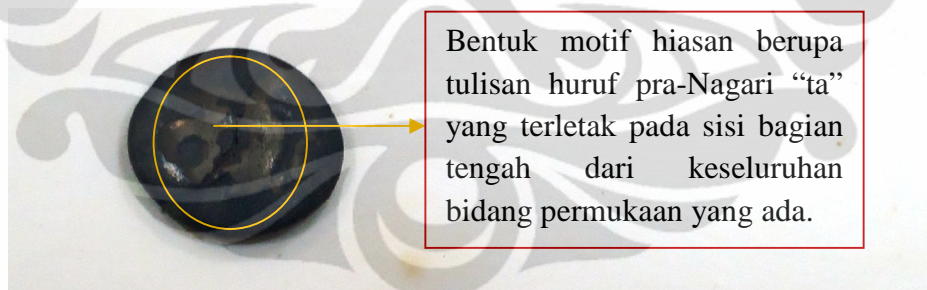 Bentuk motif hiasan berupa
tulisan huruf pra-Nagari “ta”
yang terletak pada sisi bagian
tengah dari keseluruhan
bidang permukaan yang ada.